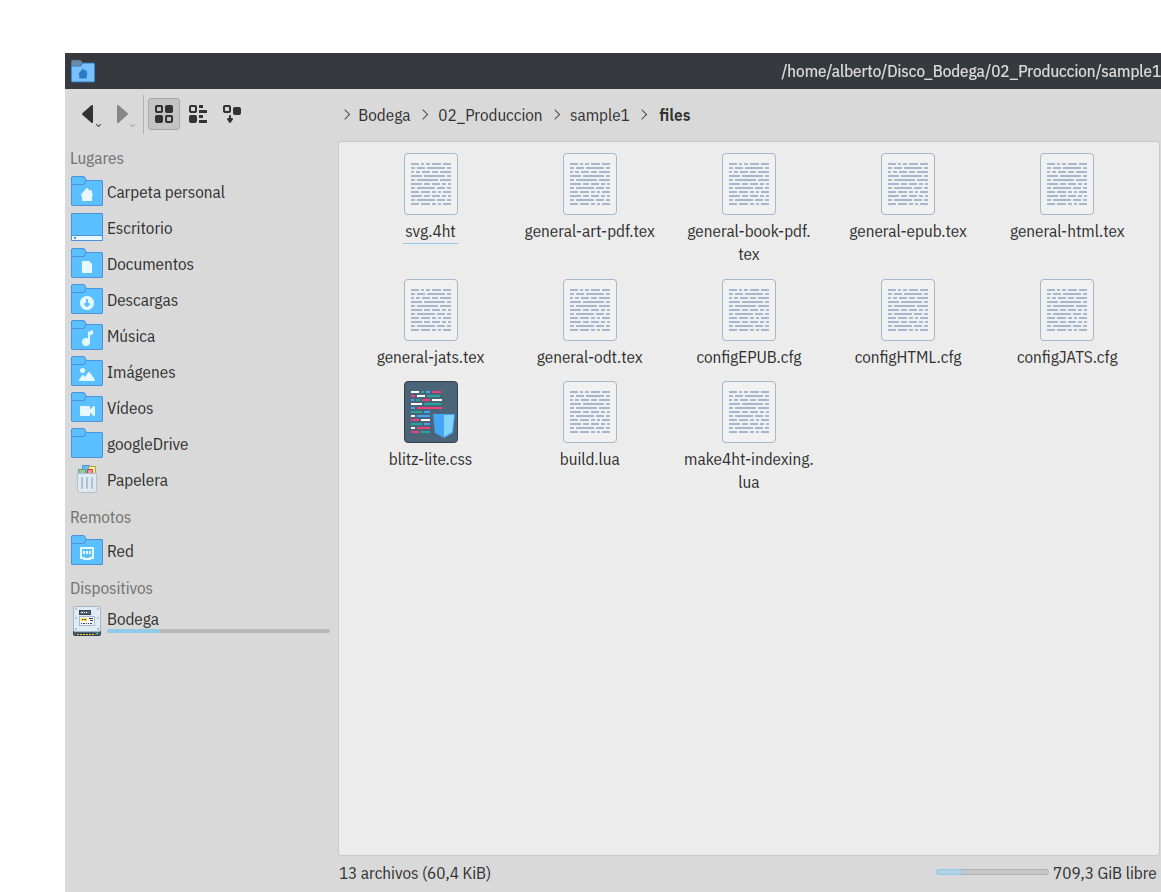 /home/alberto/Disco_Bodega/02_Produccion/sample1
Bodega
02_Produccion
sample1
files
Lugares
Carpeta personal
Escritorio
Documentos
Descargas
Música
Imágenes
Vídeos
googleDrive
Papelera
Remotos
Red
Dispositivos
Bodega
svg.4ht
general-art-pdf.tex
general-book-pdf.
tex
general-epub.tex
general-html.tex
general-jats.tex
general-odt.tex
configEPUB.cfg
configHTML.cfg
configJATS.cfg
blitz-lite.css
build.lua
make4ht-indexing.
lua
13 archivos (60,4 KiB)
709,3 GiB libre